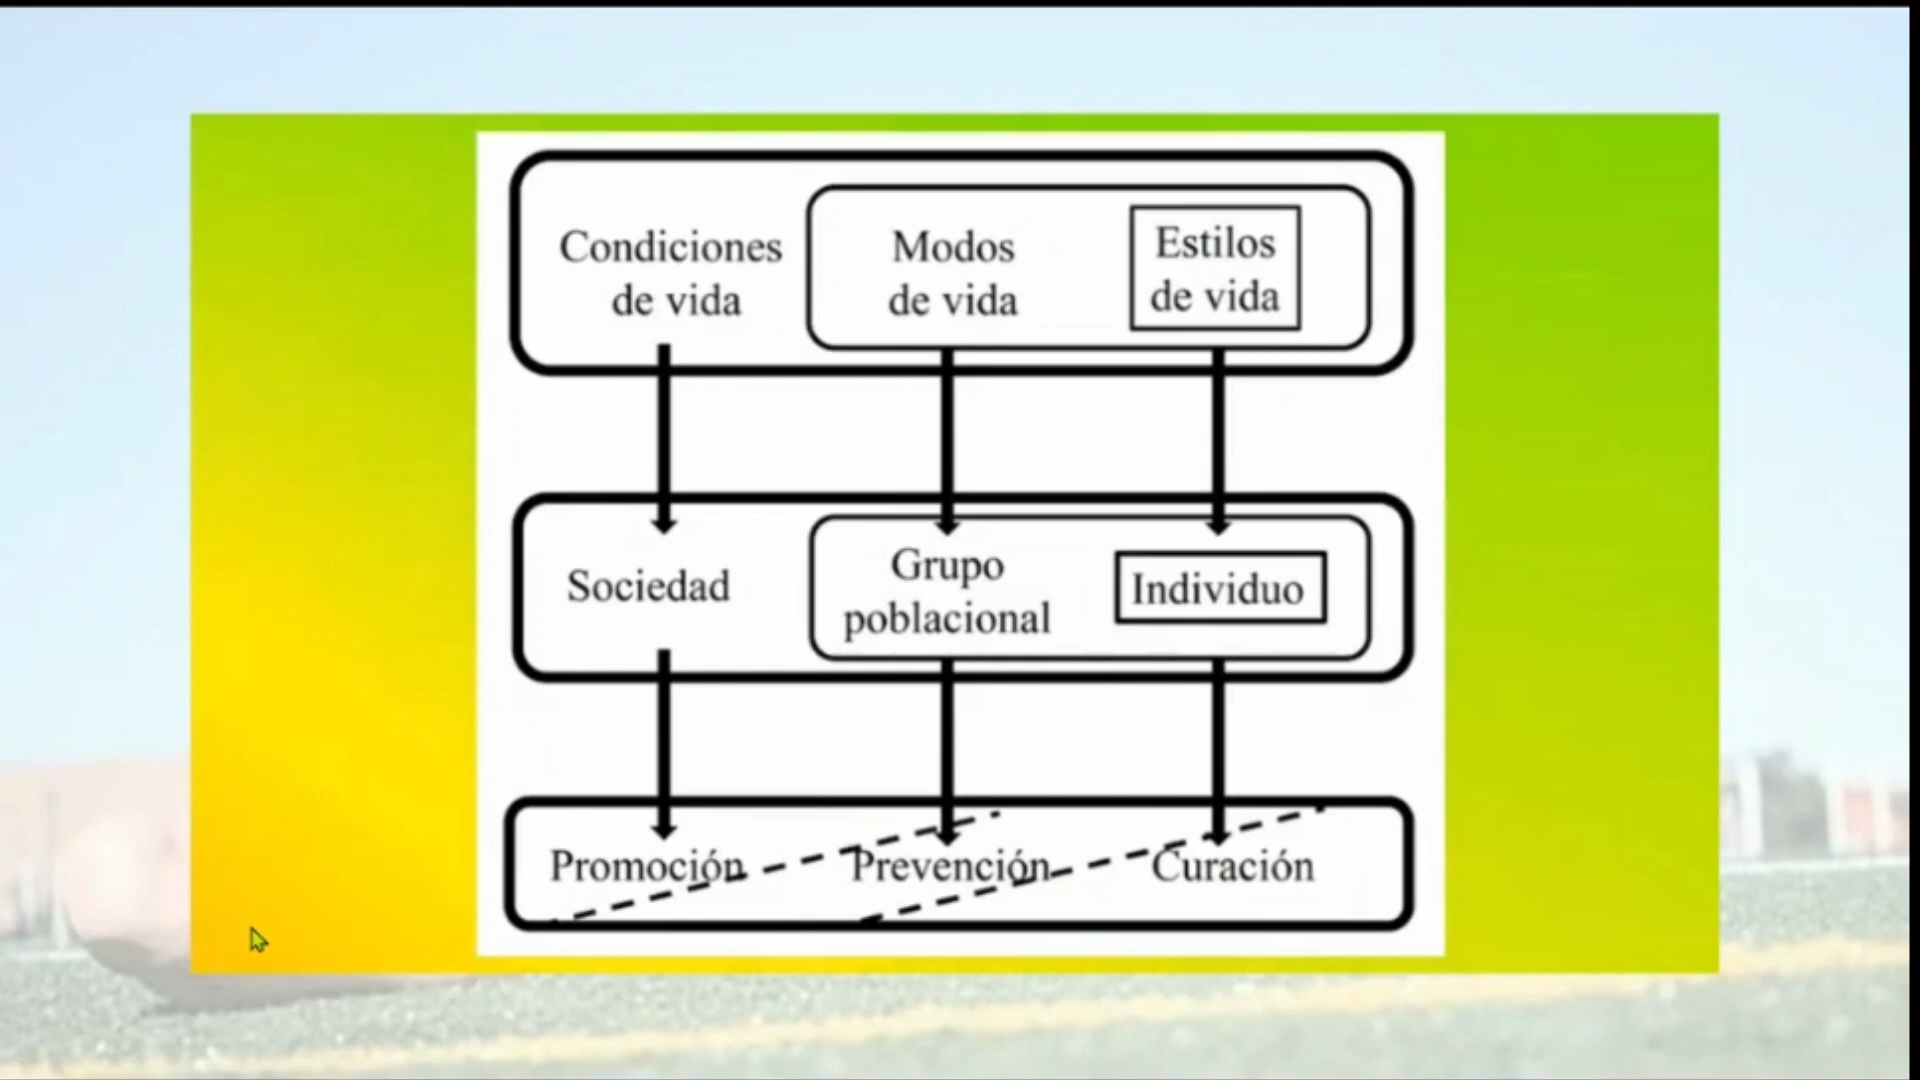 Condiciones
de vida
Modos
de vida
Estilos
de vida
Sociedad
Grupo
poblacional
Individuo
Promoción
Prevención
Curación